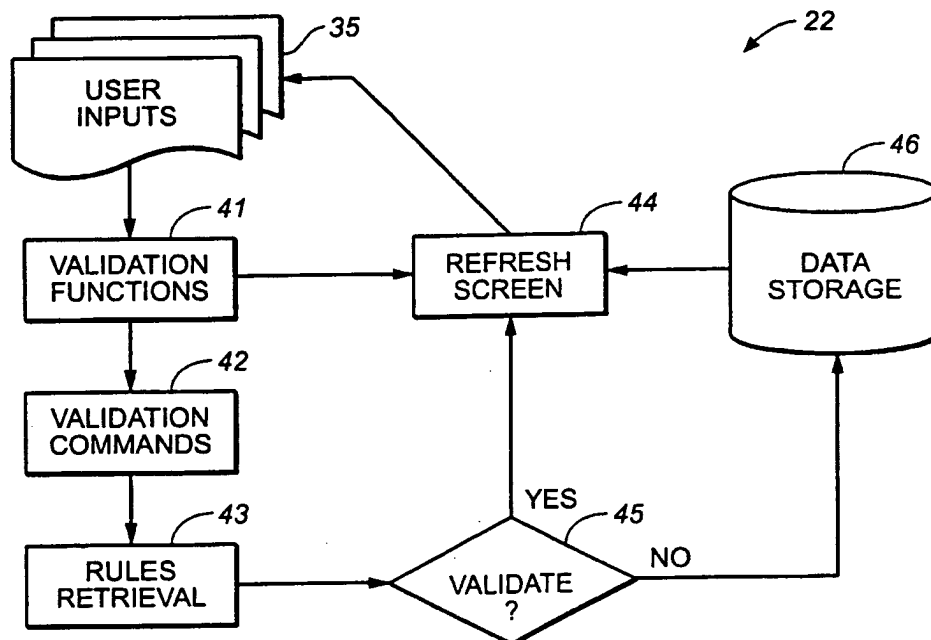 35
22
USER
INPUTS
46
41
44
VALIDATION
FUNCTIONS
REFRESH
SCREEN
DATA
STORAGE
42
VALIDATION
COMMANDS
YES
45
43
NO
RULES
RETRIEVAL
VALIDATE
?